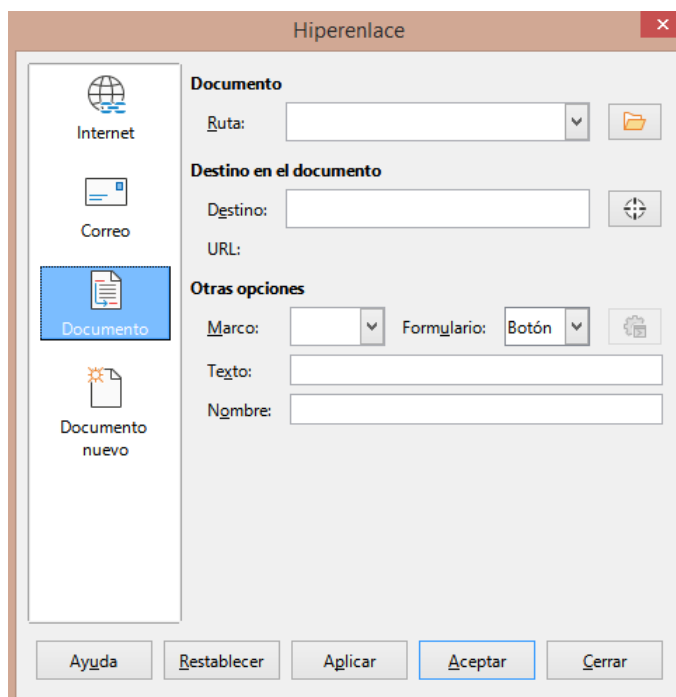 Hiperenlace
Internet
Correo
Documento
Documento
nuevo
Documento
Ruta:
Destino en el documento
Destino:
URL:
Otras opciones
Marco:
Formulario: Botón
Texto:
Nombre:
Ayuda
Restablecer
Aplicar
Aceptar
Cerrar